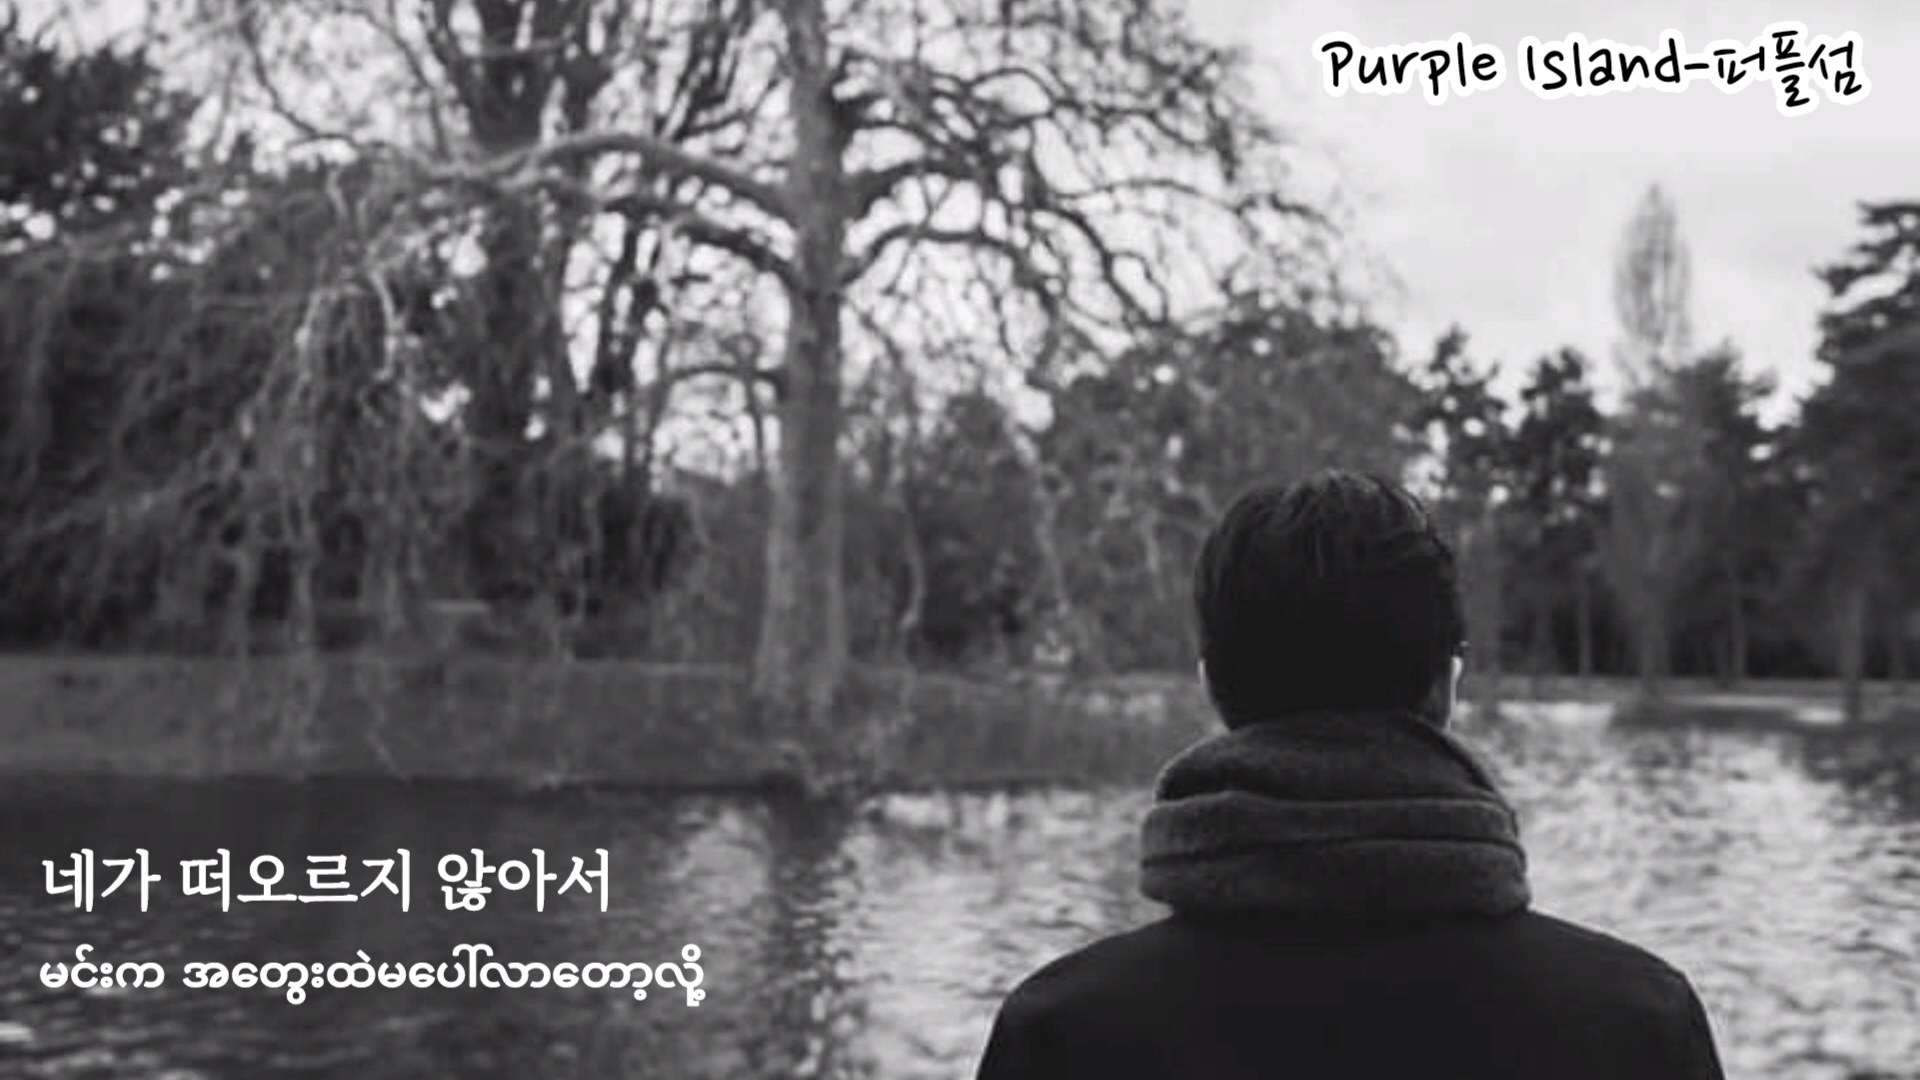 Purple Island-퍼플섬
네가 떠오르지 않아서
မင်းက အတွေးထဲမပေါ်လာတော့လို့